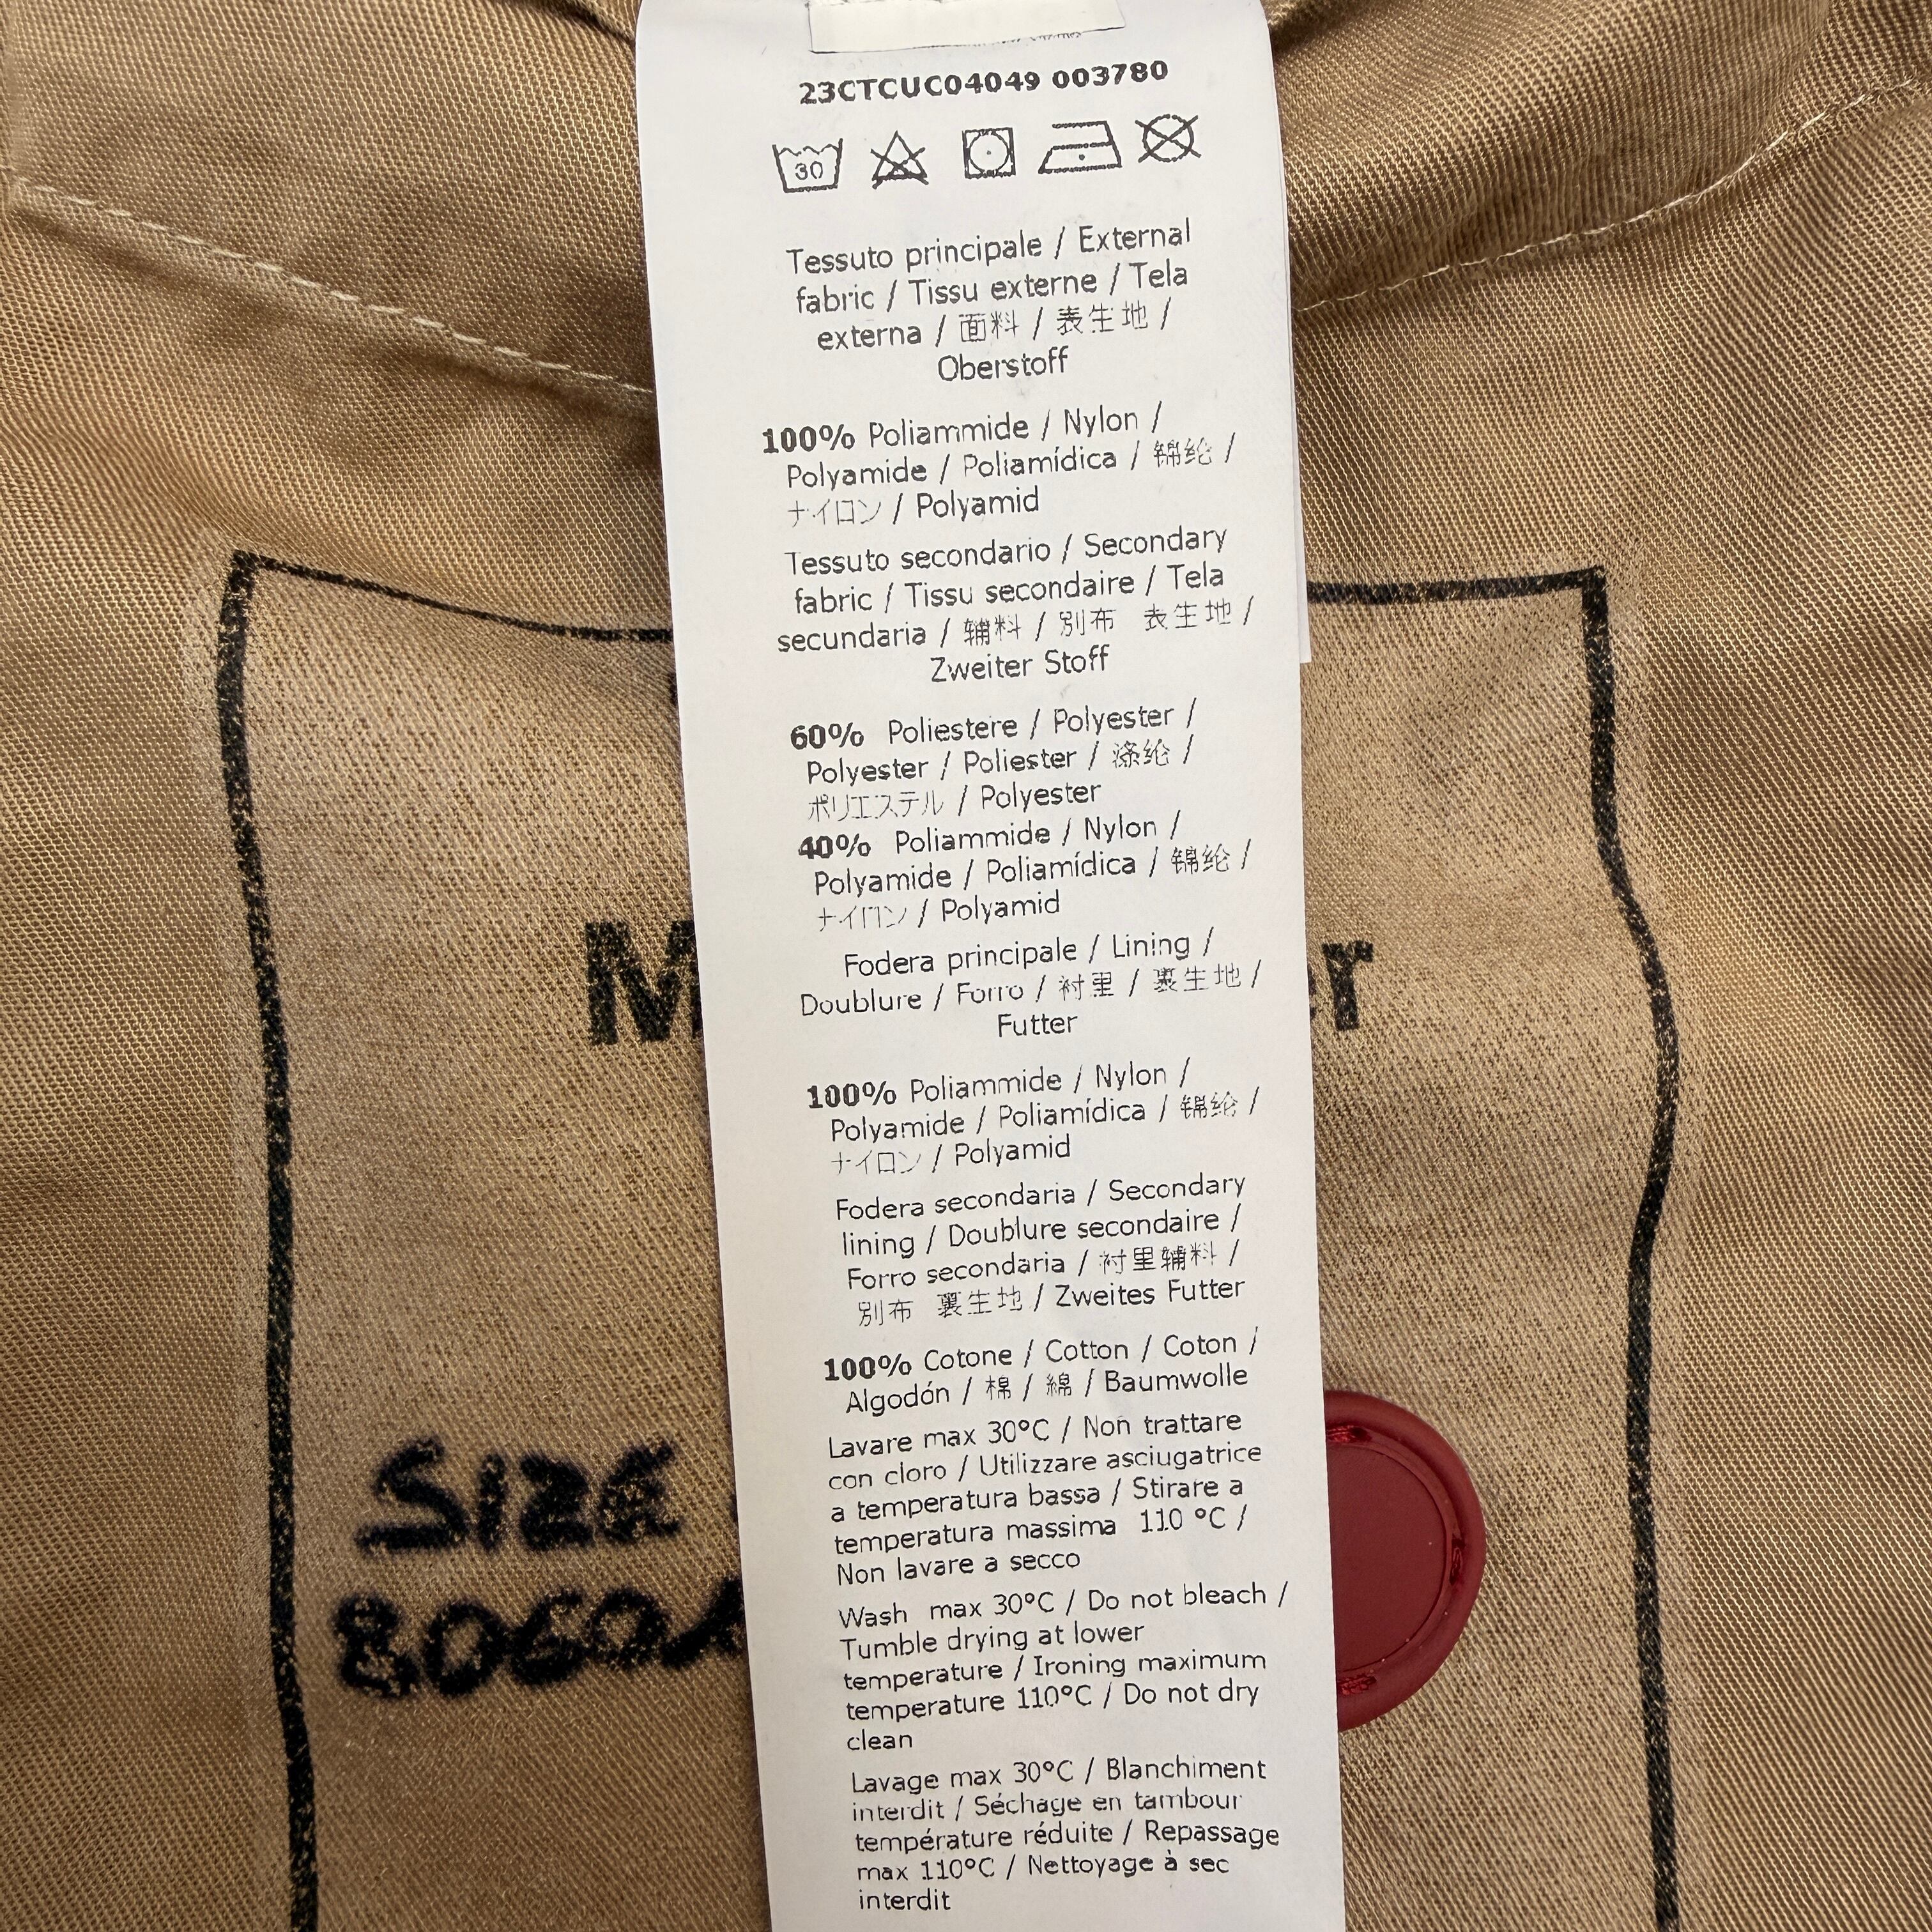 23CTCUC04049 003780
30
Tessuto principale / External
fabric / Tissu externe / Tela
externa / 面料 / 表生地 /
Oberstoff
100% Poliammide / Nylon /
Polyamide / Poliamídica / 锦纶 /
ナイロン / Polyamid
Tessuto secondario / Secondary
fabric / Tissu secondaire / Tela
secundaria / 辅料 / 別布 表生地 /
Zweiter Stoff
60% Poliestere / Polyester /
Polyester / Poliester / 涤纶 /
ポリエステル / Polyester
40% Poliammide / Nylon /
Polyamide / Poliamídica / 锦纶 /
ナイロン / Polyamid
Fodera principale / Lining /
Doublure / Forro / 衬里 / 裏生地 /
Futter
100% Poliammide / Nylon /
Polyamide / Poliamídica / 锦纶 /
ナイロン / Polyamid
Fodera secondaria / Secondary
lining / Doublure secondaire /
Forro secondaria / 衬里辅料 /
別布 裏生地 / Zweites Futter
100% Cotone / Cotton / Coton /
Algodón / 棉 / 綿 / Baumwolle
Lavare max 30°C / Non trattare
con cloro / Utilizzare asciugatrice
a temperatura bassa / Stirare a
temperatura massima 110 °C /
Non lavare a secco
Wash max 30°C / Do not bleach /
Tumble drying at lower
temperature / Ironing maximum
temperature 110°C / Do not dry
clean
Lavage max 30°C / Blanchiment
interdit / Séchage en tambour
température réduite / Repassage
max 110°C / Nettoyage à sec
interdit
SIZE